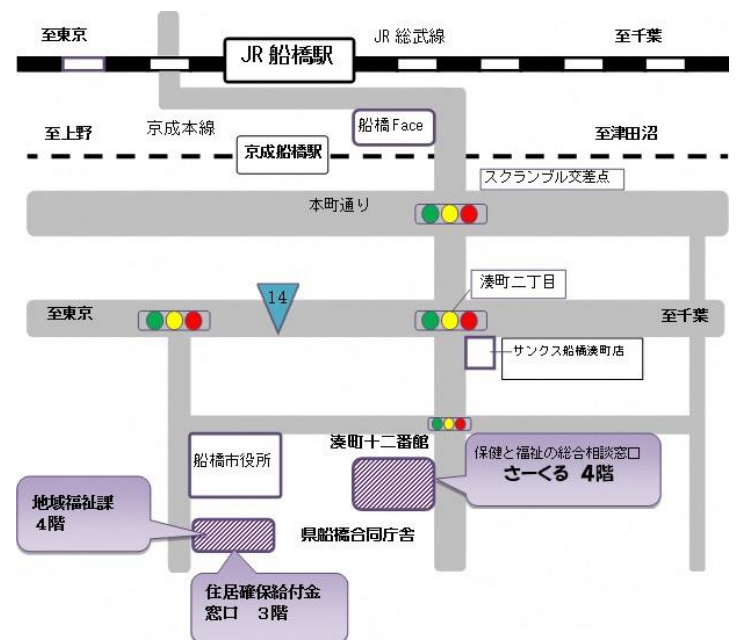 至東京
JR 船橋駅
JR 総武線
至千葉
至上野
京成本線
船橋Face
至津田沼
京成船橋駅
スクランブル交差点
本町通り
14
湊町二丁目
至東京
至千葉
サンクス船橋湊町店
湊町十二番館
保健と福祉の総合相談窓口
さーくる 4階
船橋市役所
地域福祉課
4階
県船橋合同庁舎
住居確保給付金
窓口 3階